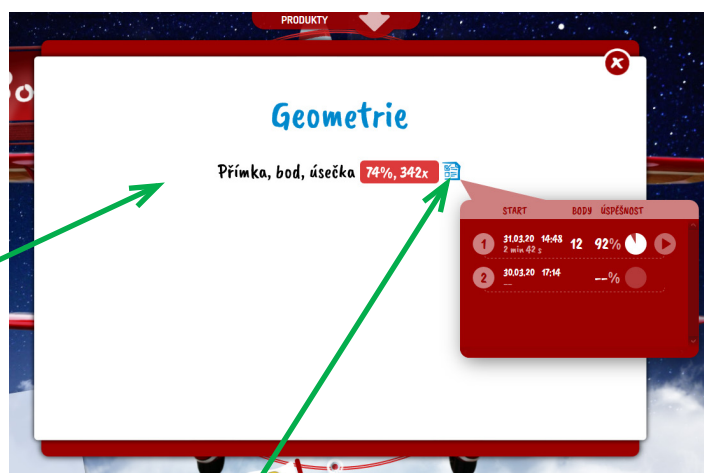 PRODUKTY
Geometrie
Přímka, bod, úsečka 74%, 342x
START BODY ÚSPĚŠNOST
1 31.03.20 14:48 12 92%
2 min 42 s
2 30.03.20 17:14 --%
--